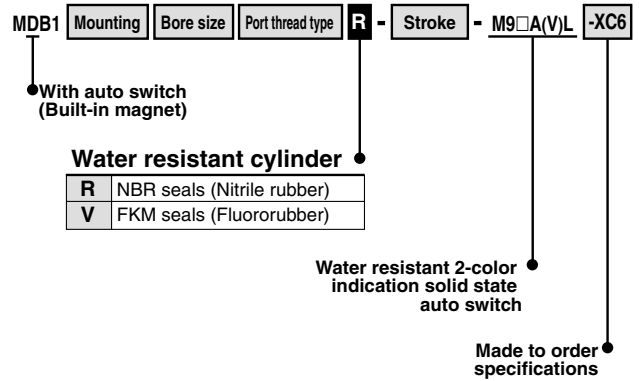 MDB1 Mounting Bore size Port thread type R - Stroke - M9□A(V)L -XC6
With auto switch
(Built-in magnet)
Water resistant cylinder
R NBR seals (Nitrile rubber)
V FKM seals (Fluororubber)
Water resistant 2-color
indication solid state
auto switch
Made to order
specifications